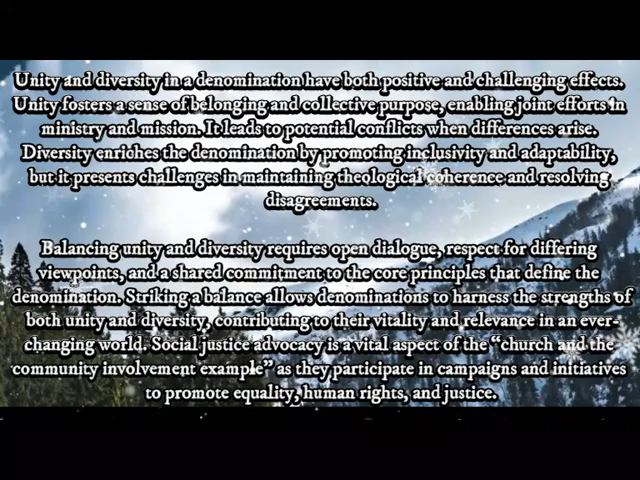 Unity and diversity in a denomination have both positive and challenging effects.
Unity fosters a sense of belonging and collective purpose, enabling joint efforts in
ministry and mission. It leads to potential conflicts when differences arise.
Diversity enriches the denomination by promoting inclusivity and adaptability,
but it presents challenges in maintaining theological coherence and resolving
disagreements.
Balancing unity and diversity requires open dialogue, respect for differing
viewpoints, and a shared commitment to the core principles that define the
denomination. Striking a balance allows denominations to harness the strengths of
both unity and diversity, contributing to their vitality and relevance in an ever-
changing world. Social justice advocacy is a vital aspect of the “church and the
community involvement example” as they participate in campaigns and initiatives
to promote equality, human rights, and justice.